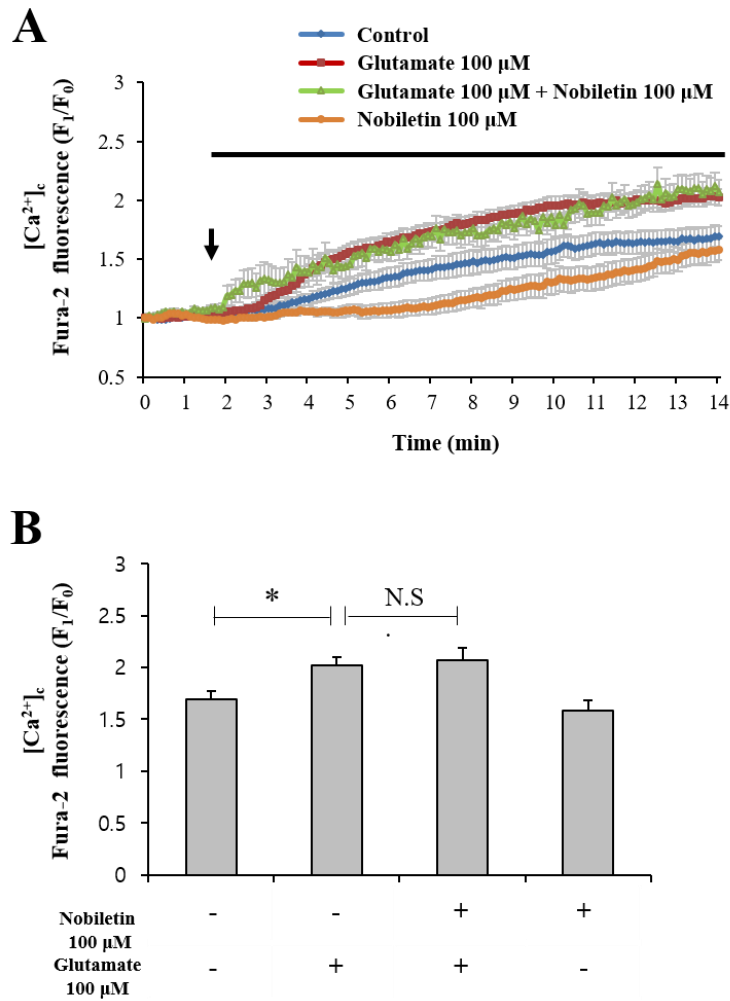 A
Control
Glutamate 100 μM
Glutamate 100 μM + Nobiletin 100 μM
Nobiletin 100 μM
[Ca²⁺]c
Fura-2 fluorescence (F1/F0)
3
2.5
2
1.5
1
0.5
0 1 2 3 4 5 6 7 8 9 10 11 12 13 14
Time (min)
B
[Ca²⁺]c
Fura-2 fluorescence (F1/F0)
3
2.5
2
1.5
1
0.5
0
* N.S
.
Nobiletin - - + +
100 μM
Glutamate - + + -
100 μM